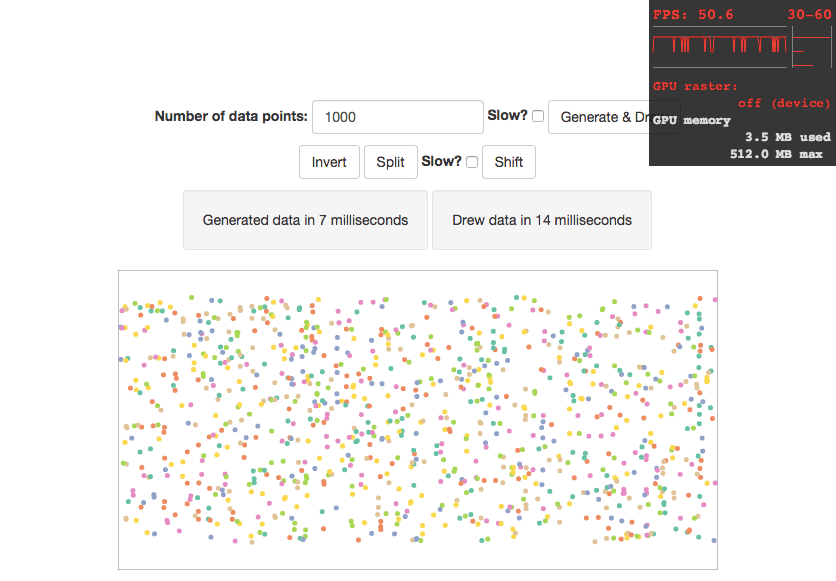 FPS: 50.6 30-60
GPU raster:
off (device)
GPU memory
3.5 MB used
512.0 MB max
Number of data points: 1000 Slow? Generate & Dr
Invert Split Slow? Shift
Generated data in 7 milliseconds Drew data in 14 milliseconds